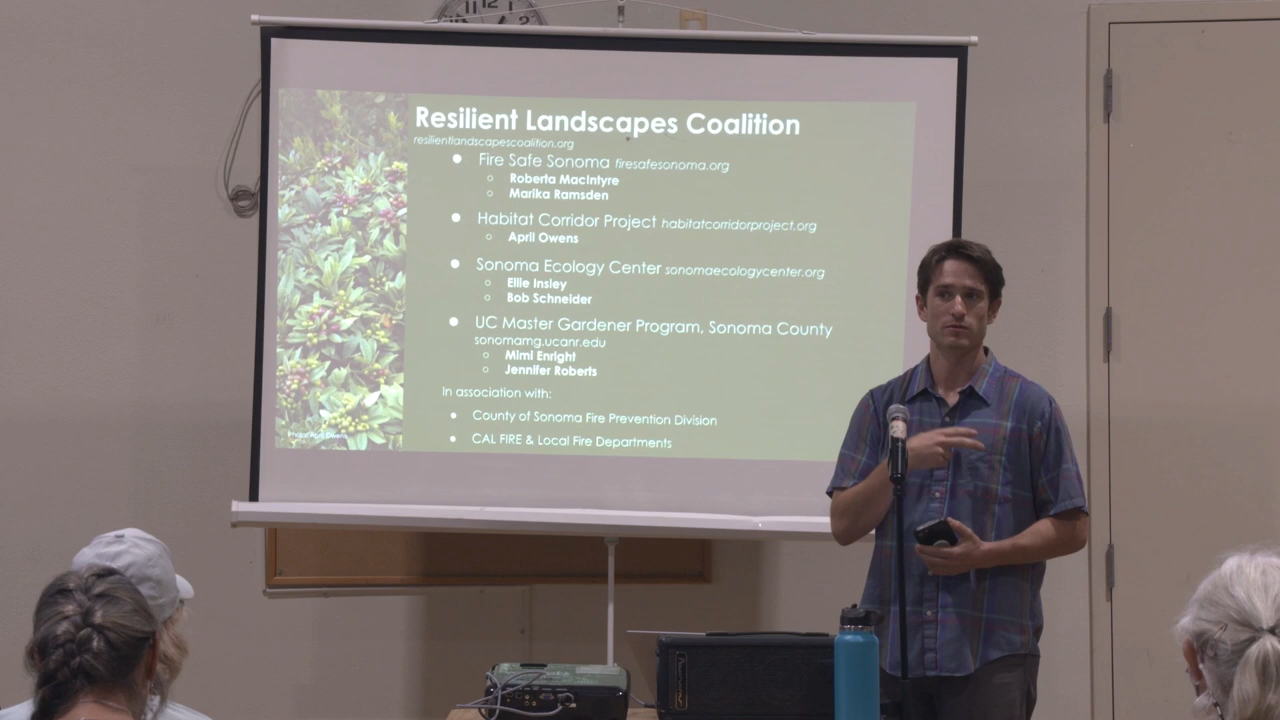 Resilient Landscapes Coalition
resilientlandscapescoalition.org
Fire Safe Sonoma firesafesonoma.org
Roberta MacIntyre
Marika Ramsden
Habitat Corridor Project habitatcorridorproject.org
April Owens
Sonoma Ecology Center sonomaecologycenter.org
Ellie Insley
Bob Schneider
UC Master Gardener Program, Sonoma County
sonomamg.ucanr.edu
Mimi Enright
Jennifer Roberts
In association with:
County of Sonoma Fire Prevention Division
CAL FIRE & Local Fire Departments
Photo: April Owens